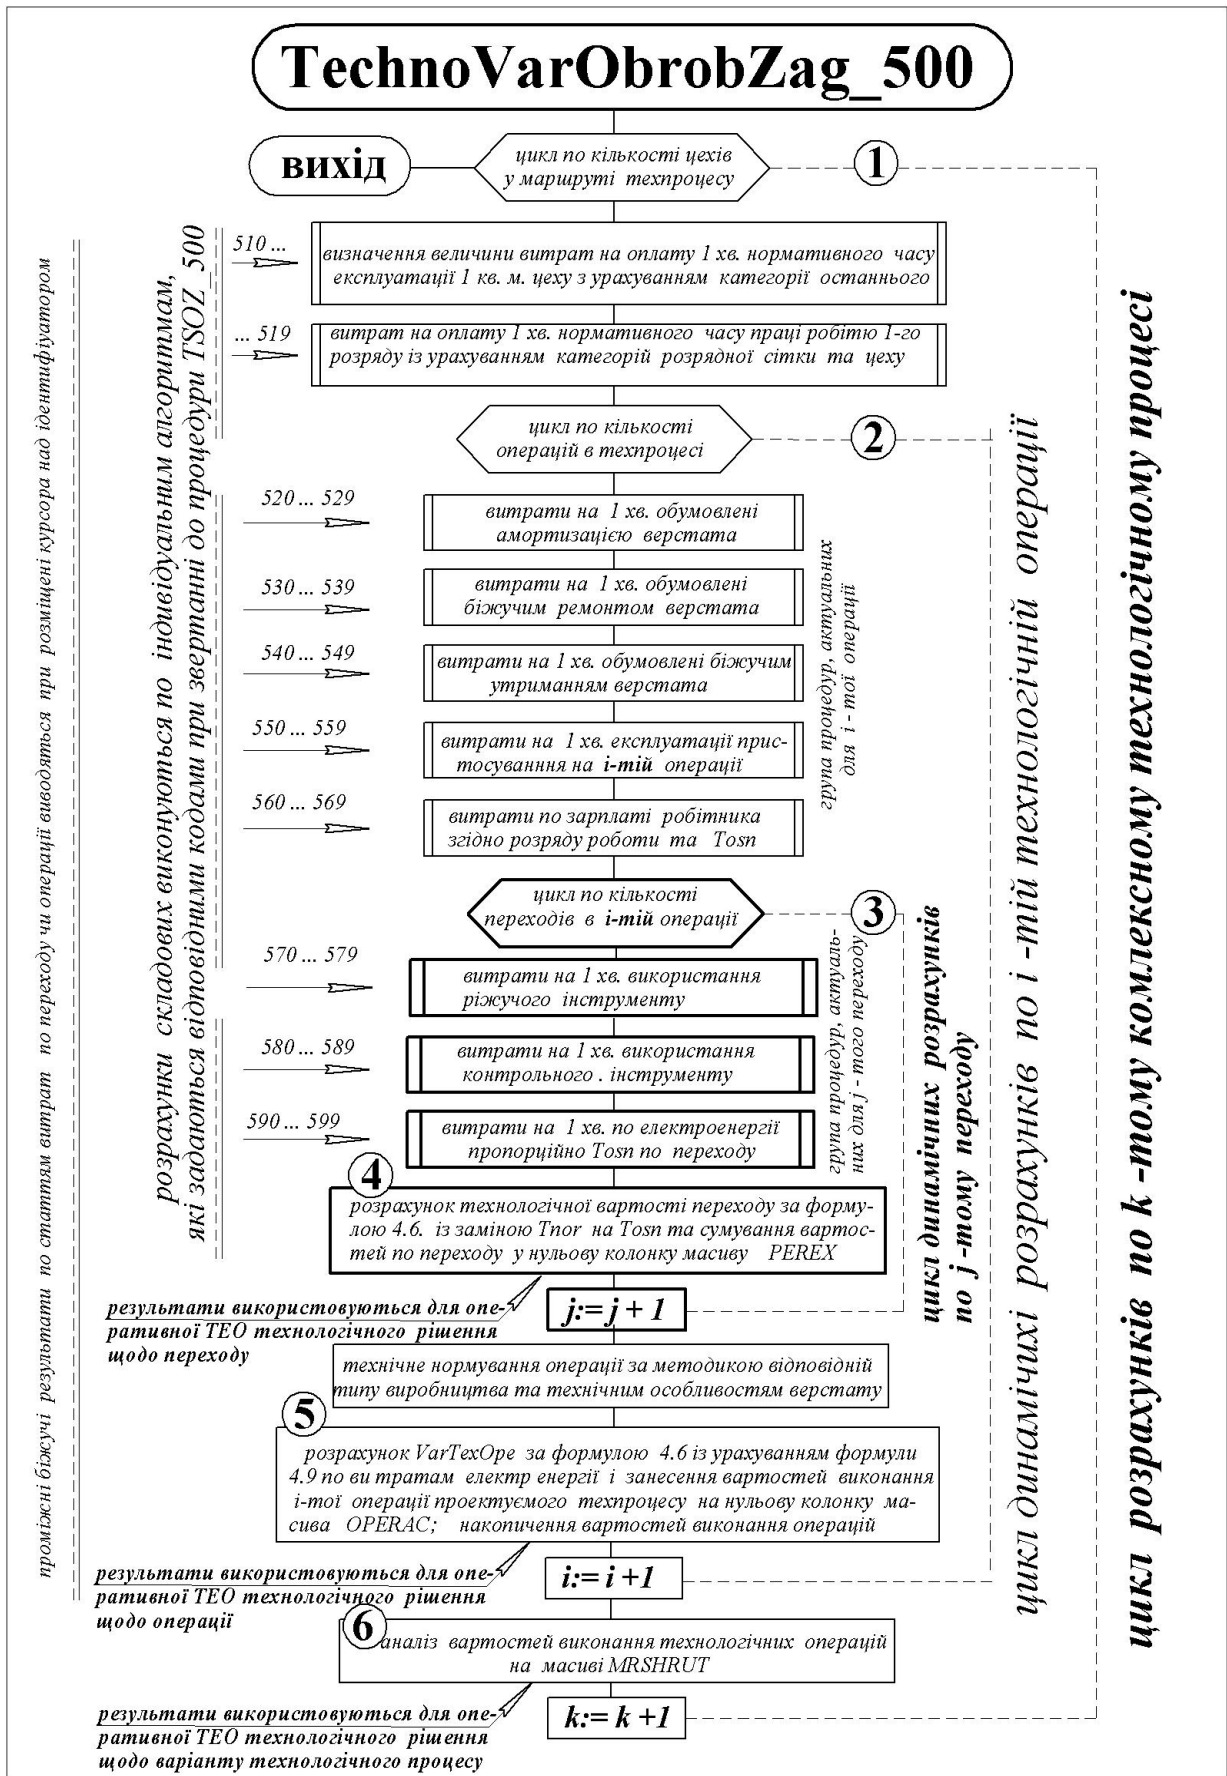 TechnoVarObrobZag_500
вихід
цикл по кількості цехів
у маршруті техпроцесу
1
510 ...
визначення величини витрат на оплату 1 хв. нормативного часу
експлуатації 1 кв. м. цеху з урахуванням категорії останнього
... 519
витрат на оплату 1 хв. нормативного часу праці робітю 1-го
розряду із урахуванням категорій розрядної сітки та цеху
цикл по кількості
операцій в техпроцесі
2
520 ... 529
витрати на 1 хв. обумовлені
амортизацією верстата
530 ... 539
витрати на 1 хв. обумовлені
біжучим ремонтом верстата
540 ... 549
витрати на 1 хв. обумовлені біжучим
утриманням верстата
550 ... 559
витрати на 1 хв. експлуатації прис-
тосуванння на і-тій операції
560 ... 569
витрати по зарплаті робітника
згідно розряду роботи та Tosn
група процедур, актуальних
для і - тої операції
цикл по кількості
переходів в і-тій операції
3
570 ... 579
витрати на 1 хв. використання
ріжучого інструменту
580 ... 589
витрати на 1 хв. використання
контрольного . інструменту
590 ... 599
витрати на 1 хв. по електроенергії
пропорційно Tosn по переходу
група процедур, актуаль-
них для j - того переходу
4
розрахунок технологічної вартості переходу за форму-
лою 4.6. із заміною Tnor на Tosn та сумування вартос-
тей по переходу у нульову колонку масиву PEREX
результати використовуються для опе-
ративної ТЕО технологічного рішення
щодо переходу
j:= j + 1
технічне нормування операції за методикою відповідній
типу виробництва та технічним особливостям верстату
5
розрахунок VarTexOpe за формулою 4.6 із урахуванням формули
4.9 по ви тратам електр енергії і занесення вартостей виконання
і-тої операції проектуємого техпроцесу на нульову колонку ма-
сива OPERAC; накопичення вартостей виконання операцій
результати використовуються для опе-
ративної ТЕО технологічного рішення
щодо операції
i:= i +1
6
аналіз вартостей виконання технологічних операцій
на масиві MRSHRUT
результати використовуються для опе-
ративної ТЕО технологічного рішення
щодо варіанту технологічного процесу
k:= k +1
проміжні біжучі результати по статтям витрат по переходу чи операції вводяться при розміщені курсора над ідентифіуатором
розрахунки складових виконуються по індивідуальним алгоритмам,
які задаються відповідними кодами при звертанні до процедури TSOZ_500
цикл динамічних розрахунків
по j -тому переходу
цикл динамічіхі розрахунків по і -тій технологічній операції
цикл розрахунків по k -тому комлексному технологічному процесі